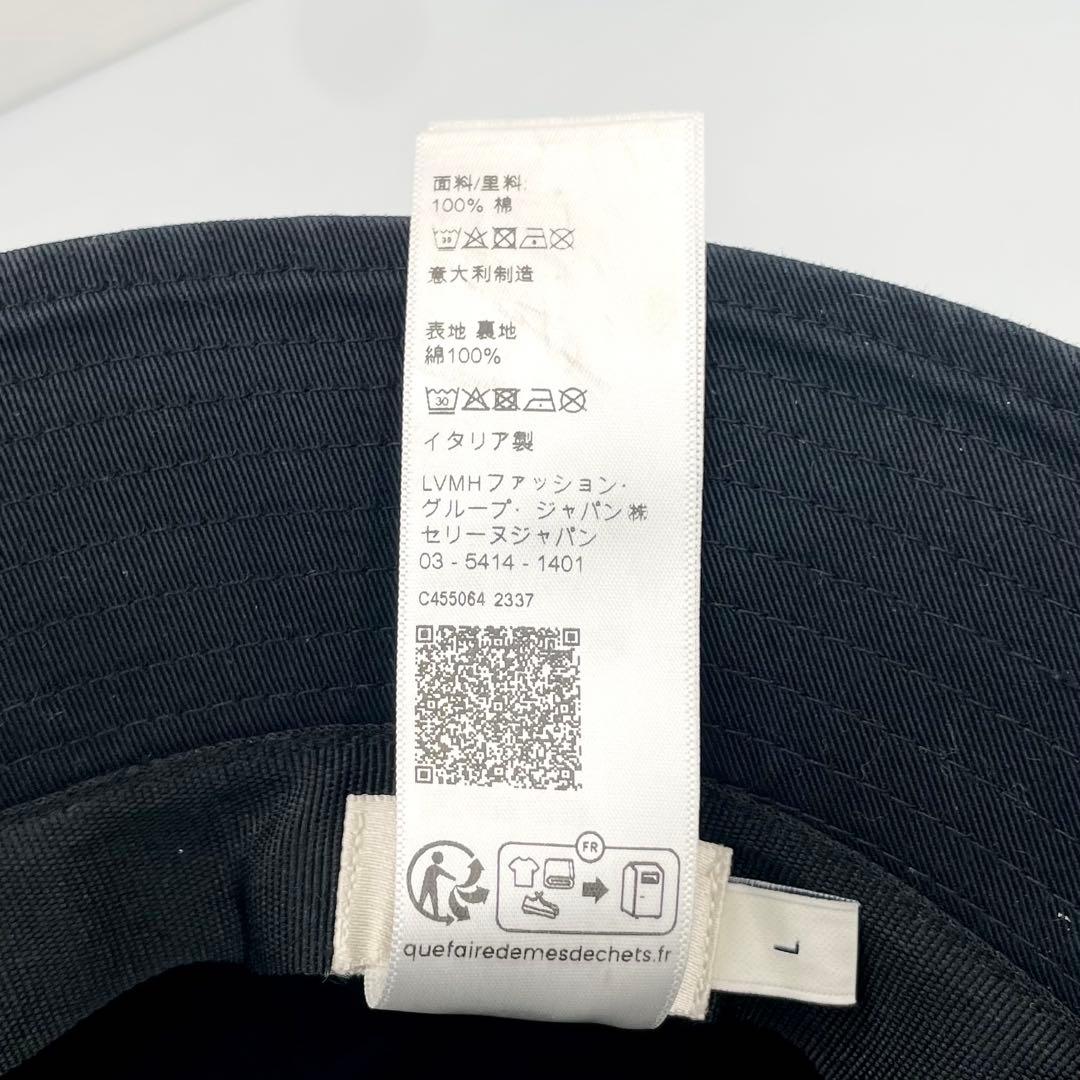 面料/里料:
100% 棉
30
意大利制造
表地 裏地
綿100%
30
イタリア製
LVMHファッション・
グループ・ジャパン㈱
セリーヌジャパン
03 - 5414 - 1401
C455064 2337
FR
quefairedemesdechets.fr
L